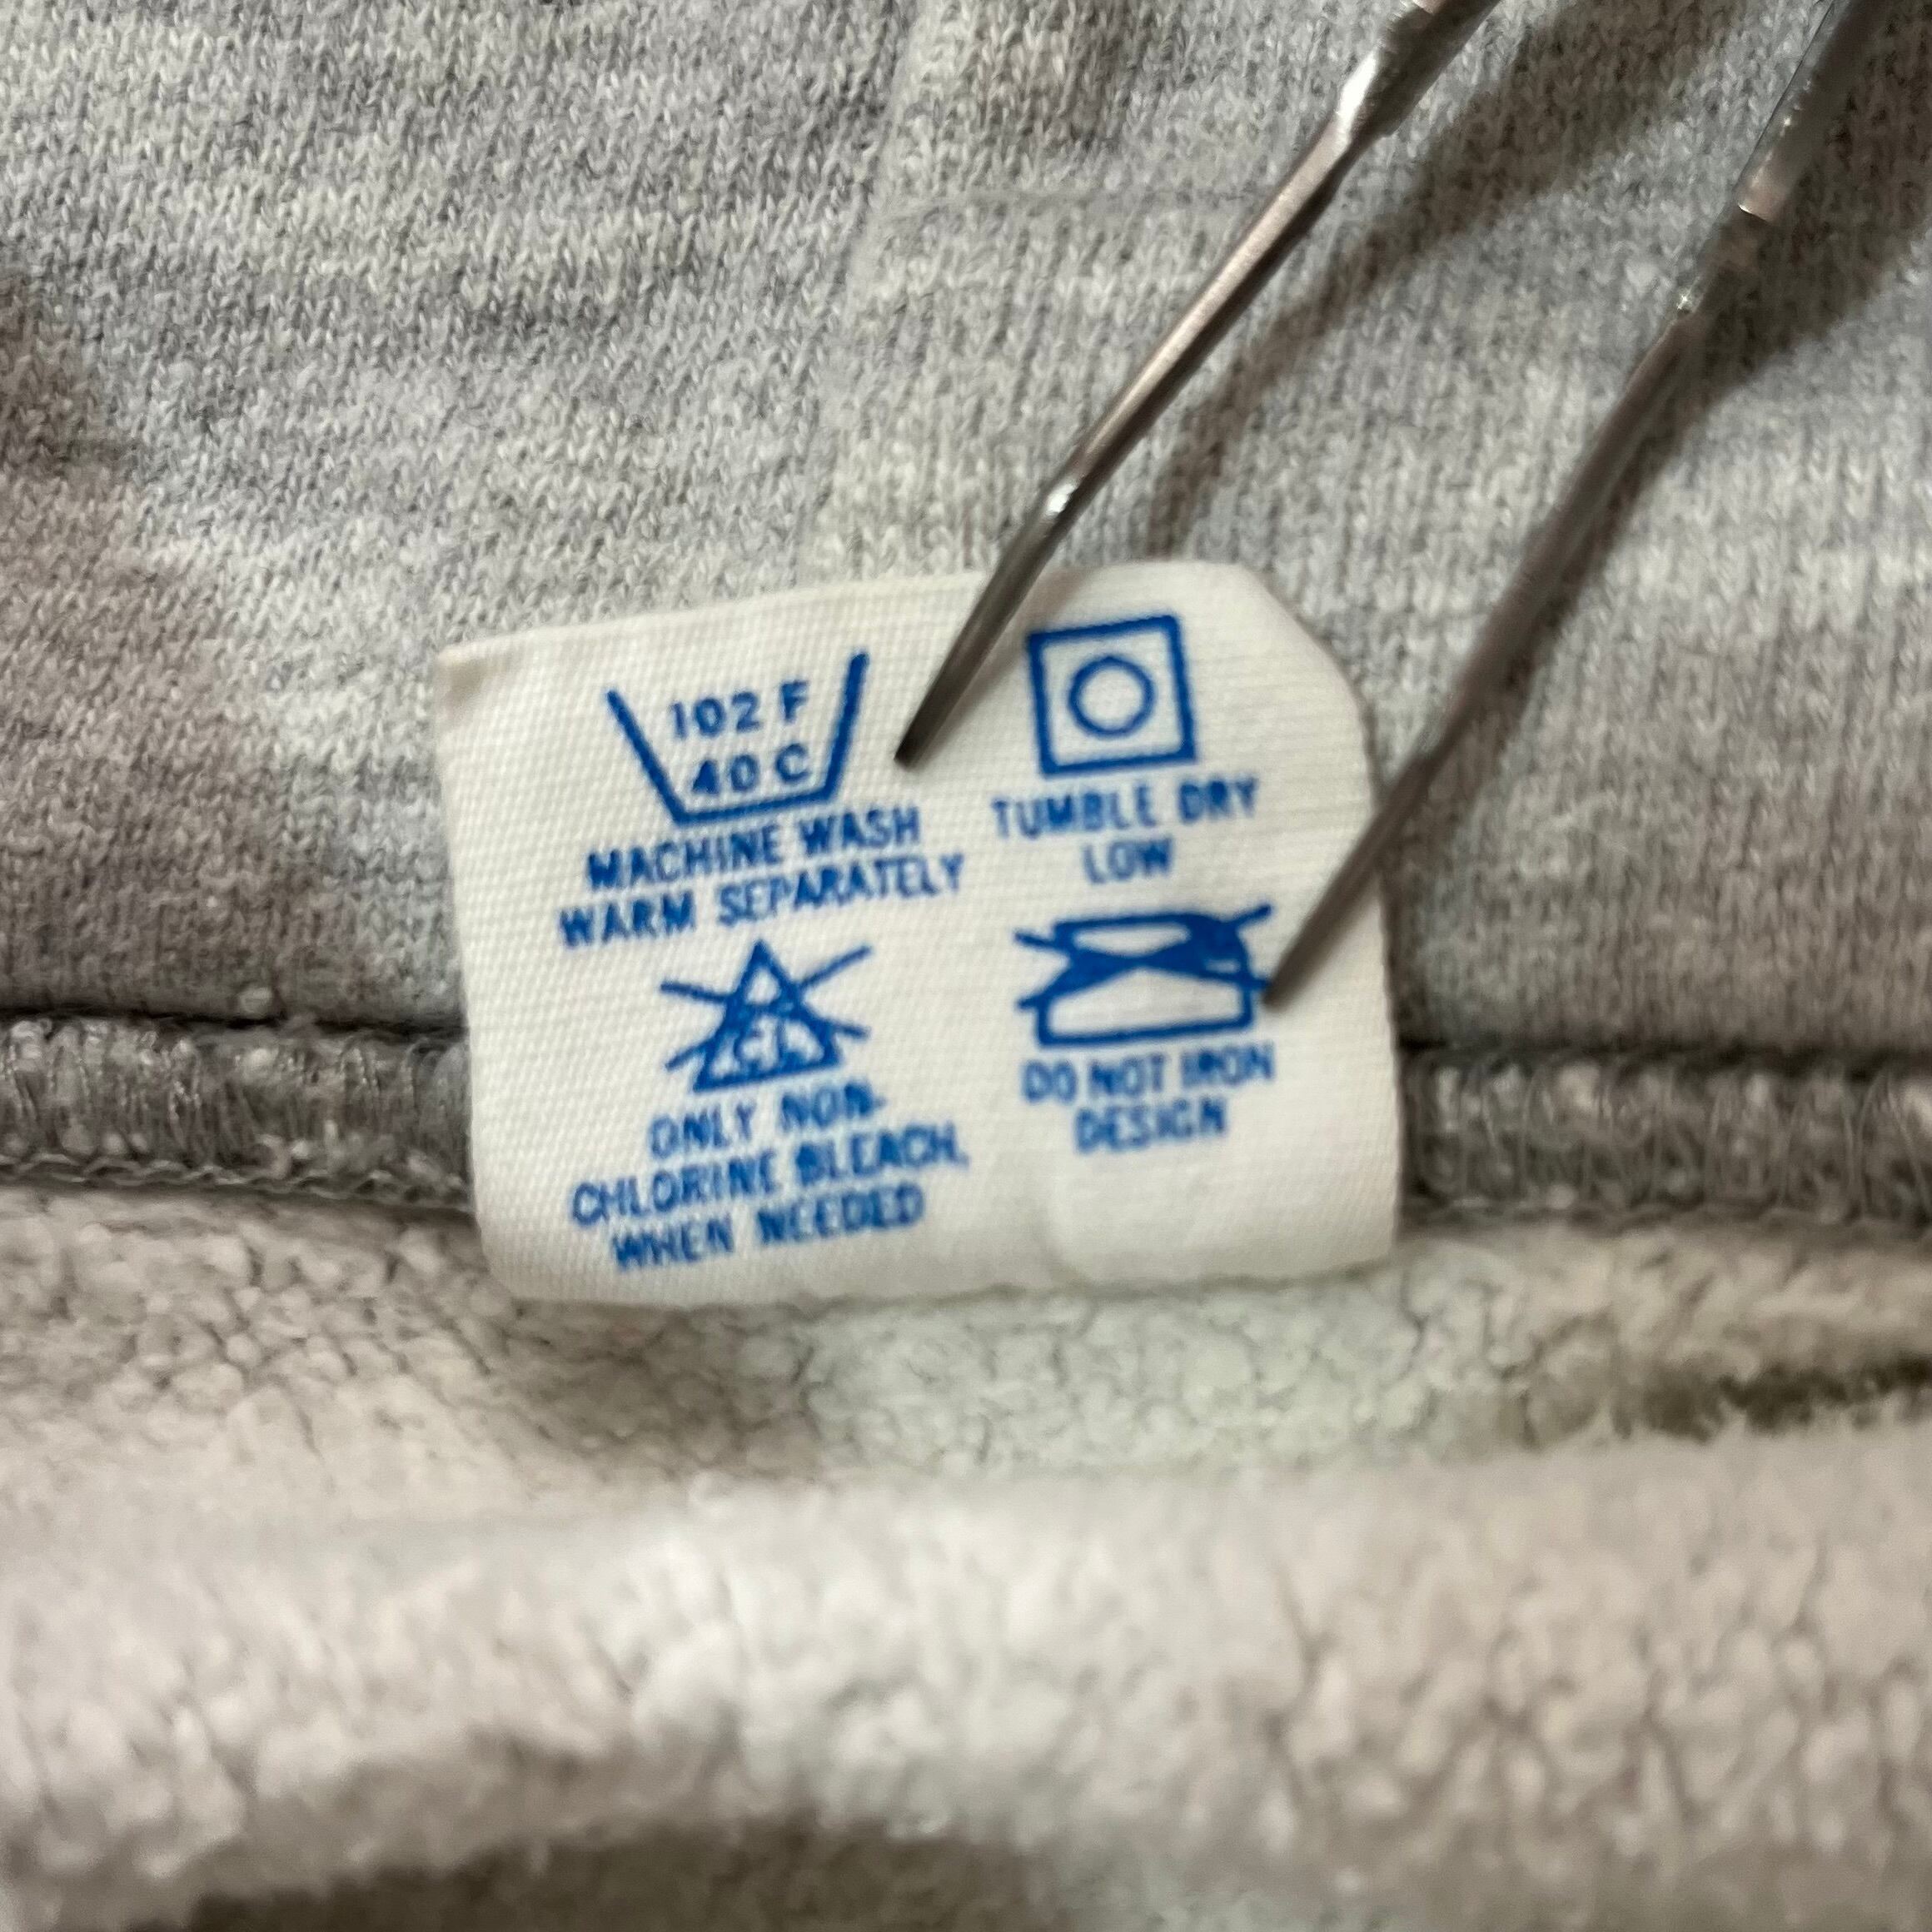 102 F
40 C
MACHINE WASH
WARM SEPARATELY
TUMBLE DRY
LOW
CL
ONLY NON-
CHLORINE BLEACH,
WHEN NEEDED
DO NOT IRON
DESIGN